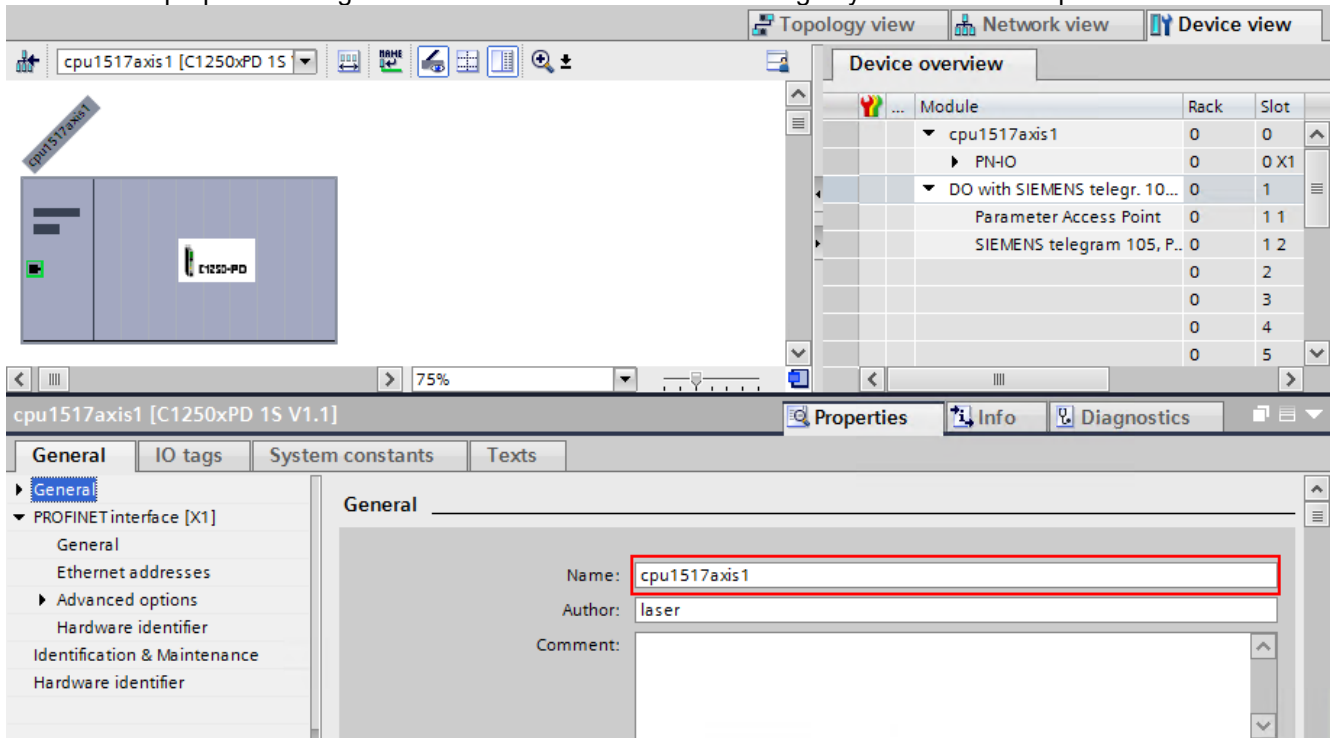 Topology view Network view Device view
cpu1517axis1 [C1250xPD 1S Device overview
... Module Rack Slot
cpu1517axis1 0 0
PN-IO 0 0 X1
DO with SIEMENS telegr. 10... 0 1
Parameter Access Point 0 1 1
SIEMENS telegram 105, P.. 0 1 2
0 2
0 3
0 4
0 5
cpu1517axis1
C1250-PD
75%
cpu1517axis1 [C1250xPD 1S V1.1] Properties Info Diagnostics
General IO tags System constants Texts
General
PROFINET interface [X1]
General
Ethernet addresses
Advanced options
Hardware identifier
Identification & Maintenance
Hardware identifier
General
Name: cpu1517axis1
Author: laser
Comment: